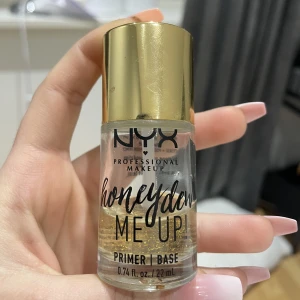 NYX
PROFESSIONAL
MAKEUP
honeydew
ME UP!
PRIMER | BASE
0.74 fl. oz. / 22 mL